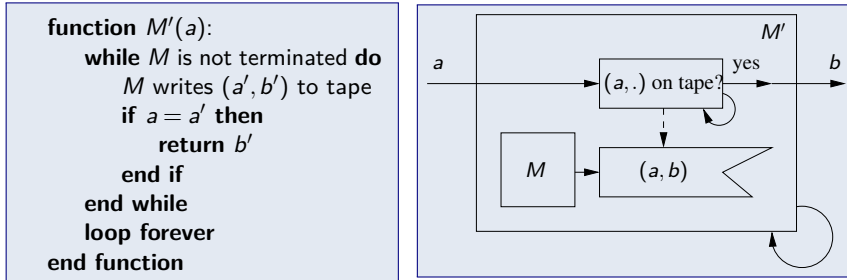 function M′(a):
while M is not terminated do
M writes (a′, b′) to tape
if a = a′ then
return b′
end if
end while
loop forever
end function
M′
a
(a, .) on tape?
yes
b
M
(a, b)